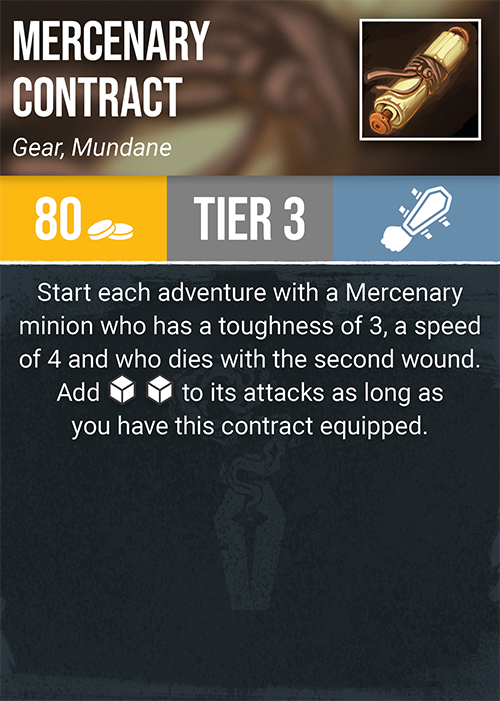 MERCENARY
CONTRACT
Gear, Mundane
80
TIER 3
Start each adventure with a Mercenary
minion who has a toughness of 3, a speed
of 4 and who dies with the second wound.
Add to its attacks as long as
you have this contract equipped.